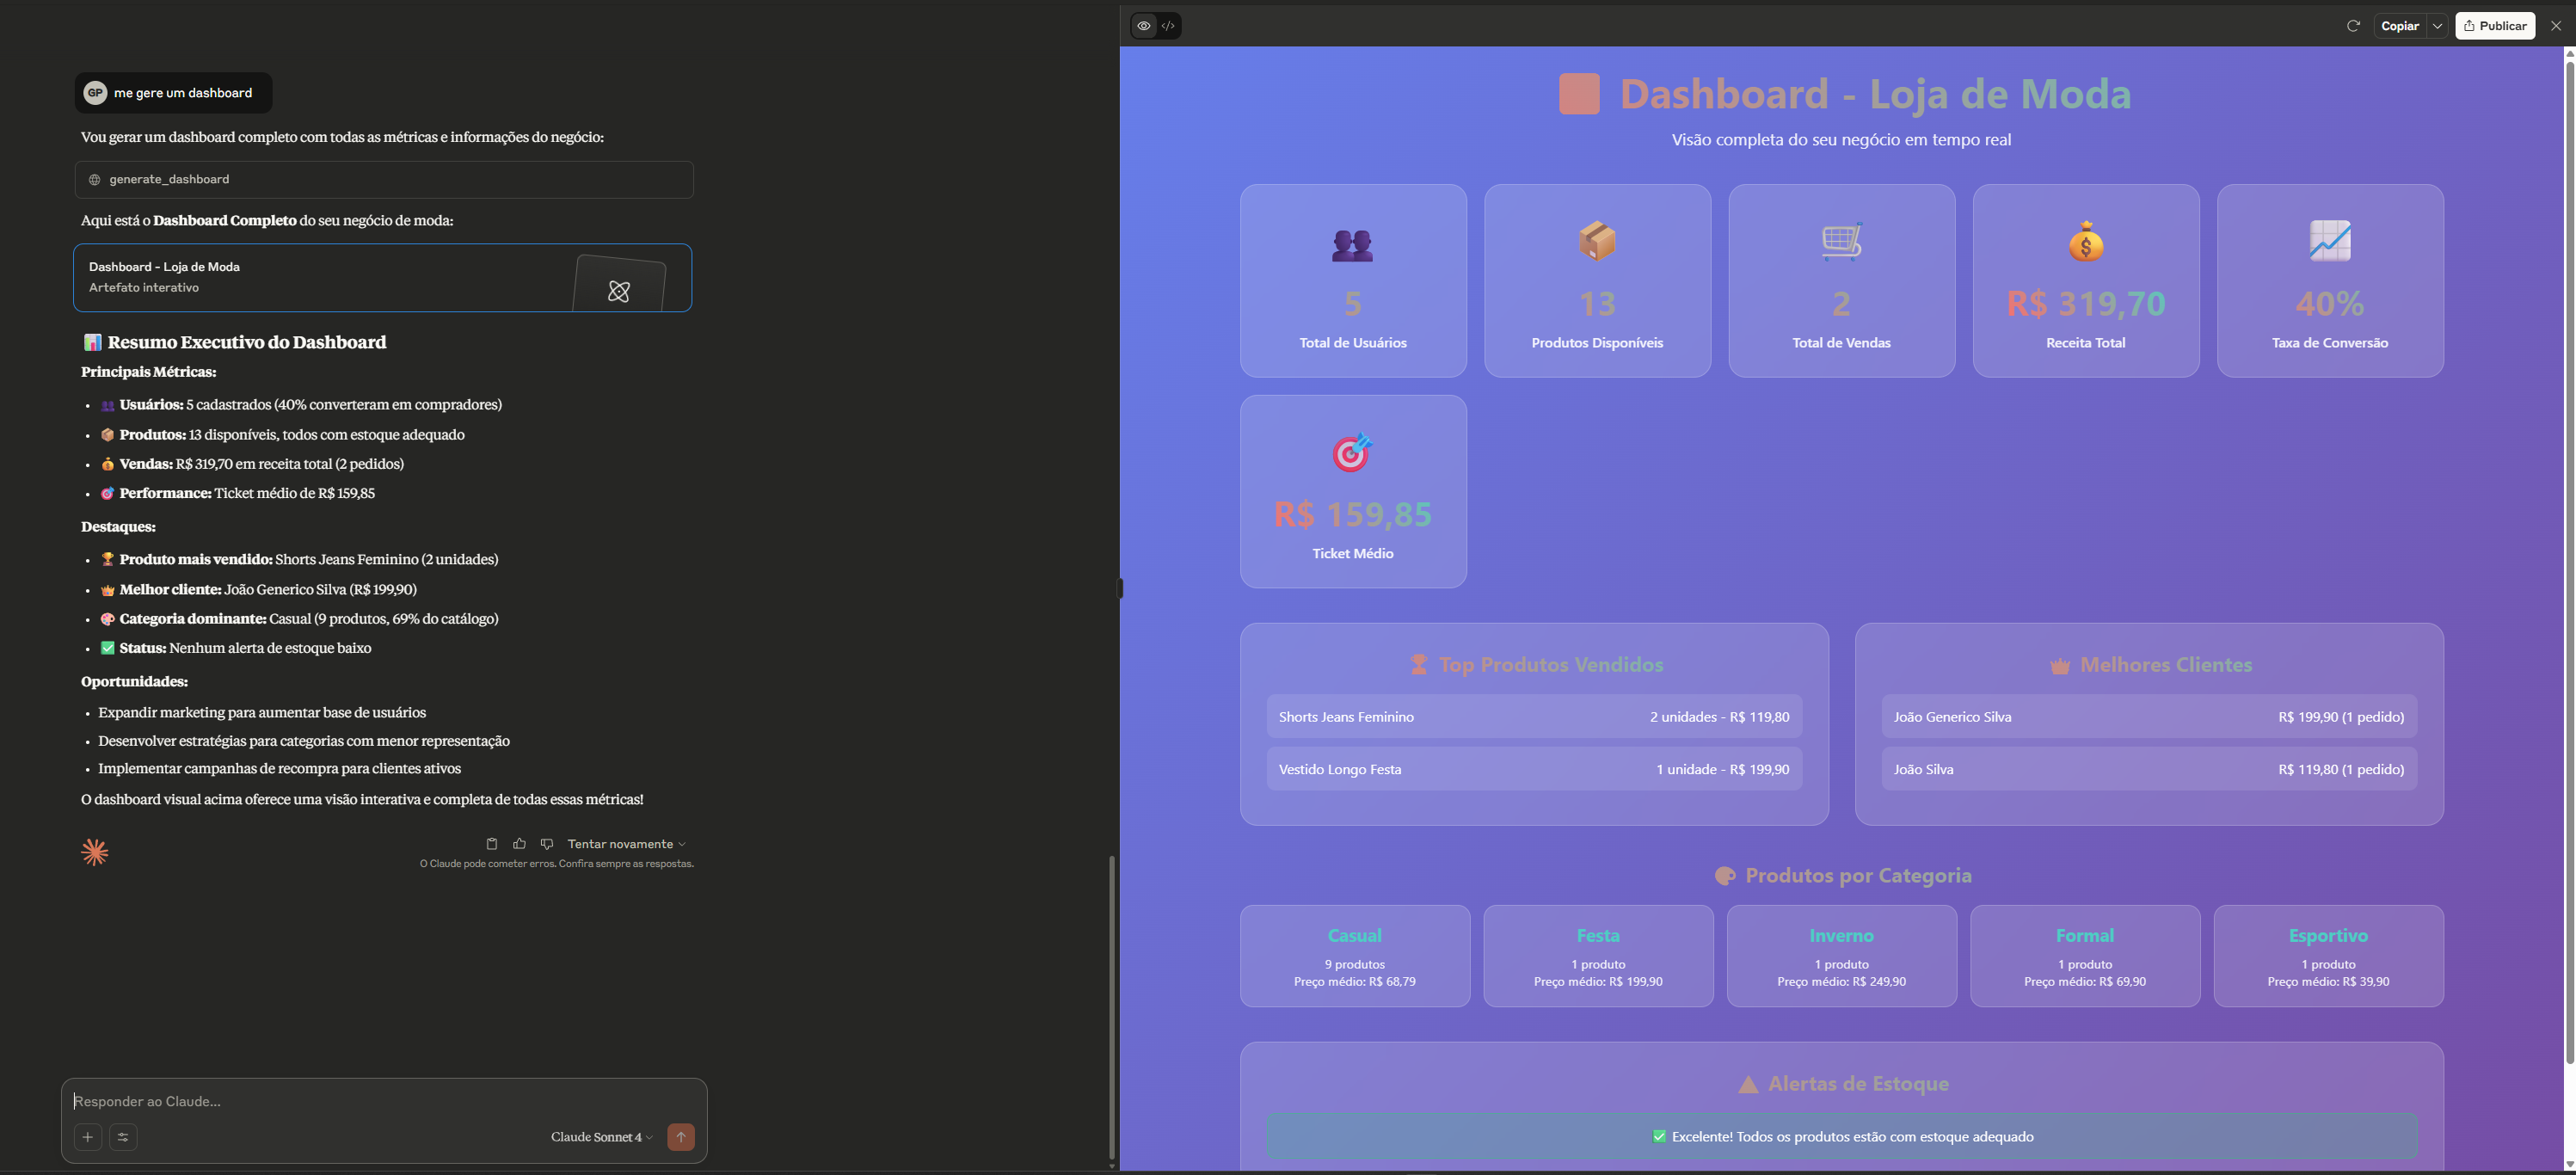 GP me gere um dashboard
Vou gerar um dashboard completo com todas as métricas e informações do negócio:
generate_dashboard
Aqui está o Dashboard Completo do seu negócio de moda:
Dashboard - Loja de Moda
Artefato interativo
Resumo Executivo do Dashboard
Principais Métricas:
Usuários: 5 cadastrados (40% converteram em compradores)
Produtos: 13 disponíveis, todos com estoque adequado
Vendas: R$ 319,70 em receita total (2 pedidos)
Performance: Ticket médio de R$ 159,85
Destaques:
Produto mais vendido: Shorts Jeans Feminino (2 unidades)
Melhor cliente: João Generico Silva (R$ 199,90)
Categoria dominante: Casual (9 produtos, 69% do catálogo)
Status: Nenhum alerta de estoque baixo
Oportunidades:
Expandir marketing para aumentar base de usuários
Desenvolver estratégias para categorias com menor representação
Implementar campanhas de recompra para clientes ativos
O dashboard visual acima oferece uma visão interativa e completa de todas essas métricas!
Tentar novamente
O Claude pode cometer erros. Confira sempre as respostas.
Responder ao Claude...
Claude Sonnet 4
Copiar
Publicar
Dashboard - Loja de Moda
Visão completa do seu negócio em tempo real
5
Total de Usuários
13
Produtos Disponíveis
2
Total de Vendas
R$ 319,70
Receita Total
40%
Taxa de Conversão
R$ 159,85
Ticket Médio
Top Produtos Vendidos
Shorts Jeans Feminino 2 unidades - R$ 119,80
Vestido Longo Festa 1 unidade - R$ 199,90
Melhores Clientes
João Generico Silva R$ 199,90 (1 pedido)
João Silva R$ 119,80 (1 pedido)
Produtos por Categoria
Casual
9 produtos
Preço médio: R$ 68,79
Festa
1 produto
Preço médio: R$ 199,90
Inverno
1 produto
Preço médio: R$ 249,90
Formal
1 produto
Preço médio: R$ 69,90
Esportivo
1 produto
Preço médio: R$ 39,90
Alertas de Estoque
Excelente! Todos os produtos estão com estoque adequado